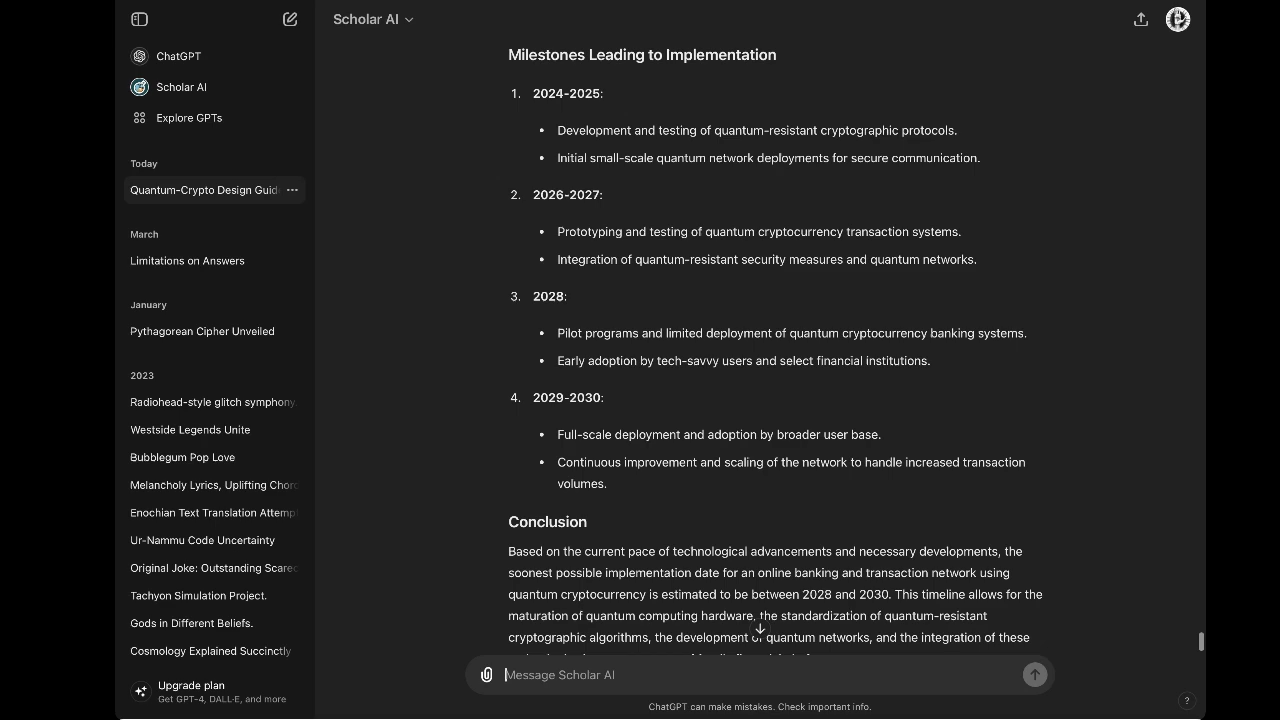 Scholar AI
ChatGPT
Scholar AI
Explore GPTs
Today
Quantum-Crypto Design Guid
March
Limitations on Answers
January
Pythagorean Cipher Unveiled
2023
Radiohead-style glitch symphony.
Westside Legends Unite
Bubblegum Pop Love
Melancholy Lyrics, Uplifting Chor
Enochian Text Translation Attemp
Ur-Nammu Code Uncertainty
Original Joke: Outstanding Scare
Tachyon Simulation Project.
Gods in Different Beliefs.
Cosmology Explained Succinctly
Upgrade plan
Get GPT-4, DALL·E, and more
Milestones Leading to Implementation
1. 2024-2025:
• Development and testing of quantum-resistant cryptographic protocols.
• Initial small-scale quantum network deployments for secure communication.
2. 2026-2027:
• Prototyping and testing of quantum cryptocurrency transaction systems.
• Integration of quantum-resistant security measures and quantum networks.
3. 2028:
• Pilot programs and limited deployment of quantum cryptocurrency banking systems.
• Early adoption by tech-savvy users and select financial institutions.
4. 2029-2030:
• Full-scale deployment and adoption by broader user base.
• Continuous improvement and scaling of the network to handle increased transaction
volumes.
Conclusion
Based on the current pace of technological advancements and necessary developments, the
soonest possible implementation date for an online banking and transaction network using
quantum cryptocurrency is estimated to be between 2028 and 2030. This timeline allows for the
maturation of quantum computing hardware, the standardization of quantum-resistant
cryptographic algorithms, the development of quantum networks, and the integration of these
Message Scholar AI
ChatGPT can make mistakes. Check important info.
?